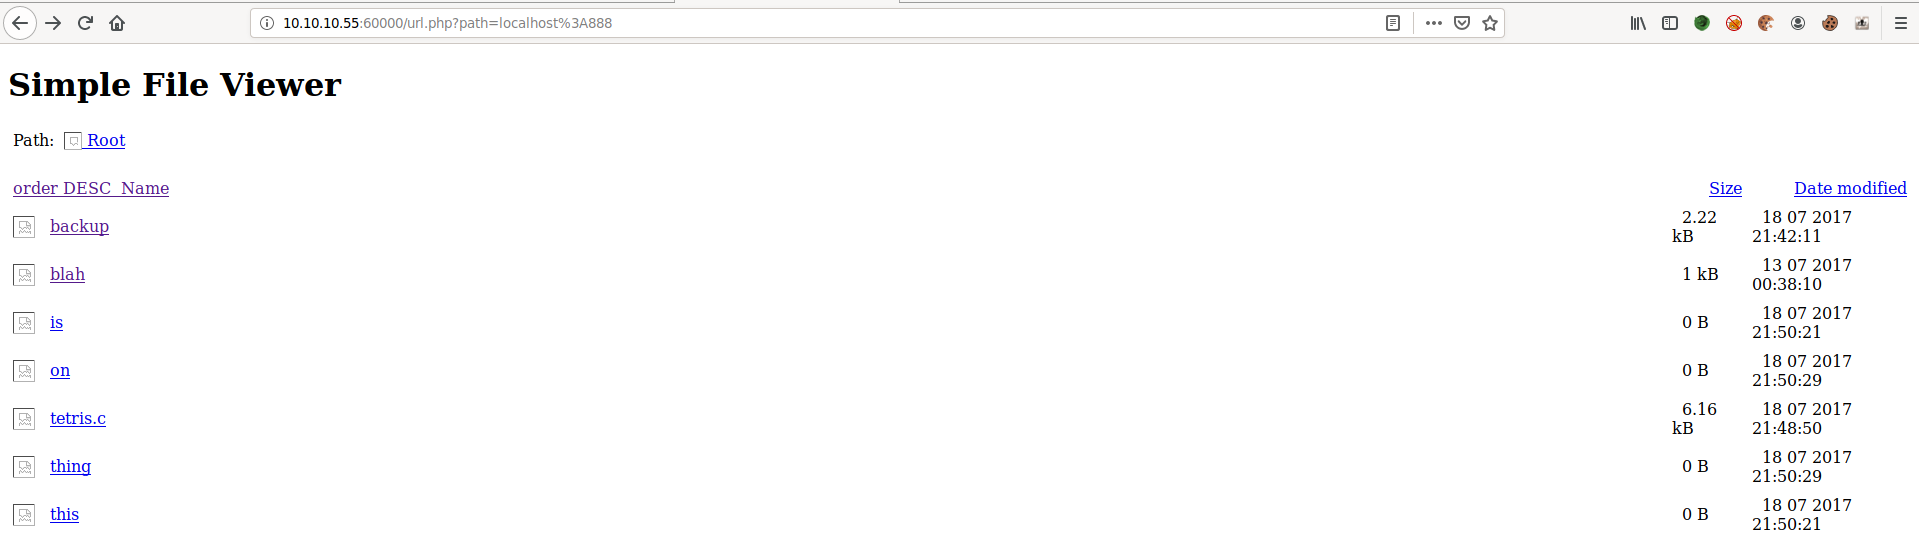 10.10.10.55:60000/url.php?path=localhost%3A888
Simple File Viewer
Path: Root
order DESC Name Size Date modified
backup 2.22 kB 18 07 2017 21:42:11
blah 1 kB 13 07 2017 00:38:10
is 0 B 18 07 2017 21:50:21
on 0 B 18 07 2017 21:50:29
tetris.c 6.16 kB 18 07 2017 21:48:50
thing 0 B 18 07 2017 21:50:29
this 0 B 18 07 2017 21:50:21